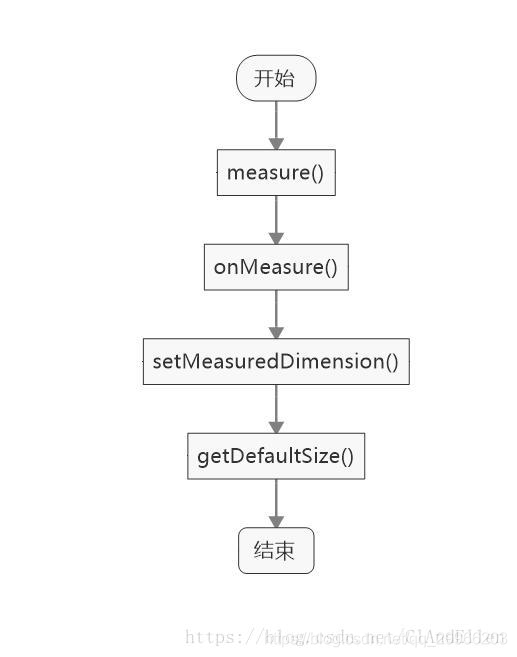 开始
measure()
onMeasure()
setMeasuredDimension()
getDefaultSize()
结束